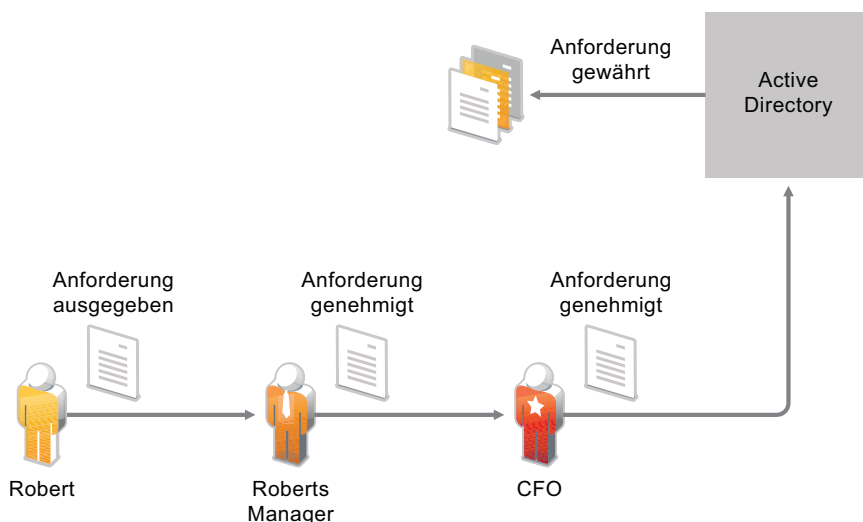 Anforderung
gewährt
Active
Directory
Anforderung
ausgegeben
Anforderung
genehmigt
Anforderung
genehmigt
Robert
Roberts
Manager
CFO